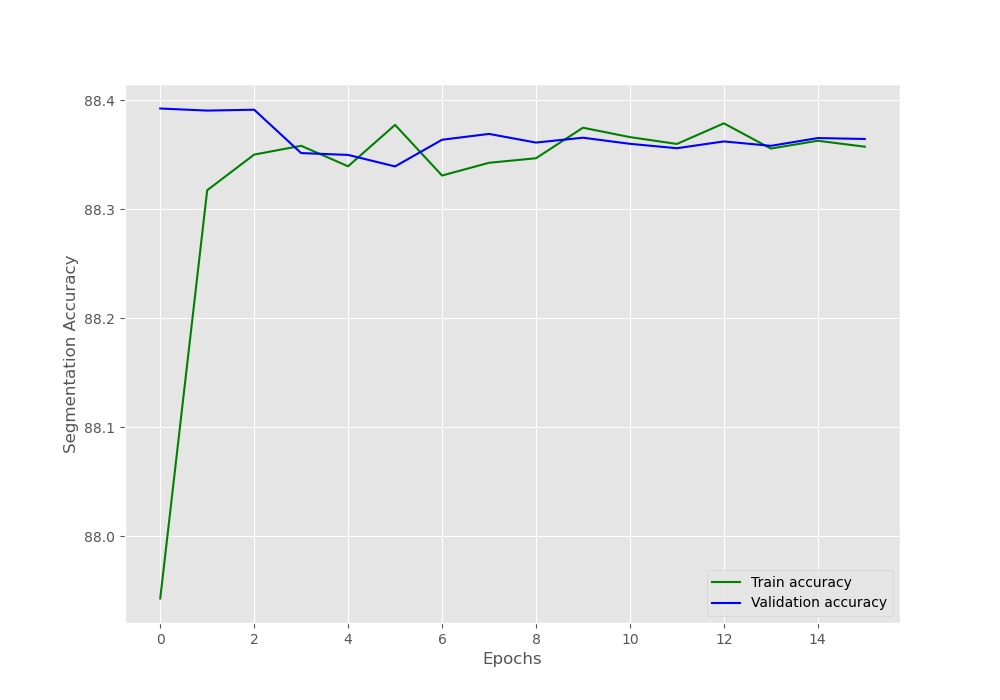 88.4
88.3
88.2
88.1
88.0
Segmentation Accuracy
0 2 4 6 8 10 12 14
Epochs
Train accuracy
Validation accuracy